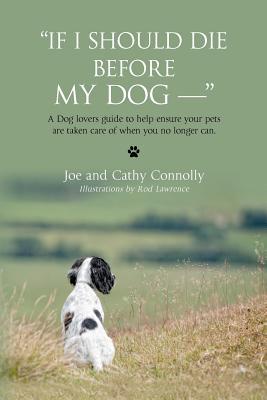 “IF I SHOULD DIE
BEFORE
MY DOG —”
A Dog lovers guide to help ensure your pets
are taken care of when you no longer can.
Joe and Cathy Connolly
Illustrations by Rod Lawrence